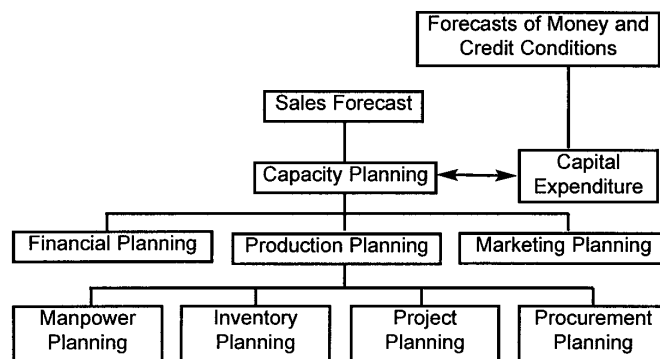 Forecasts of Money and
Credit Conditions
Sales Forecast
Capacity Planning
Capital
Expenditure
Financial Planning
Production Planning
Marketing Planning
Manpower
Planning
Inventory
Planning
Project
Planning
Procurement
Planning